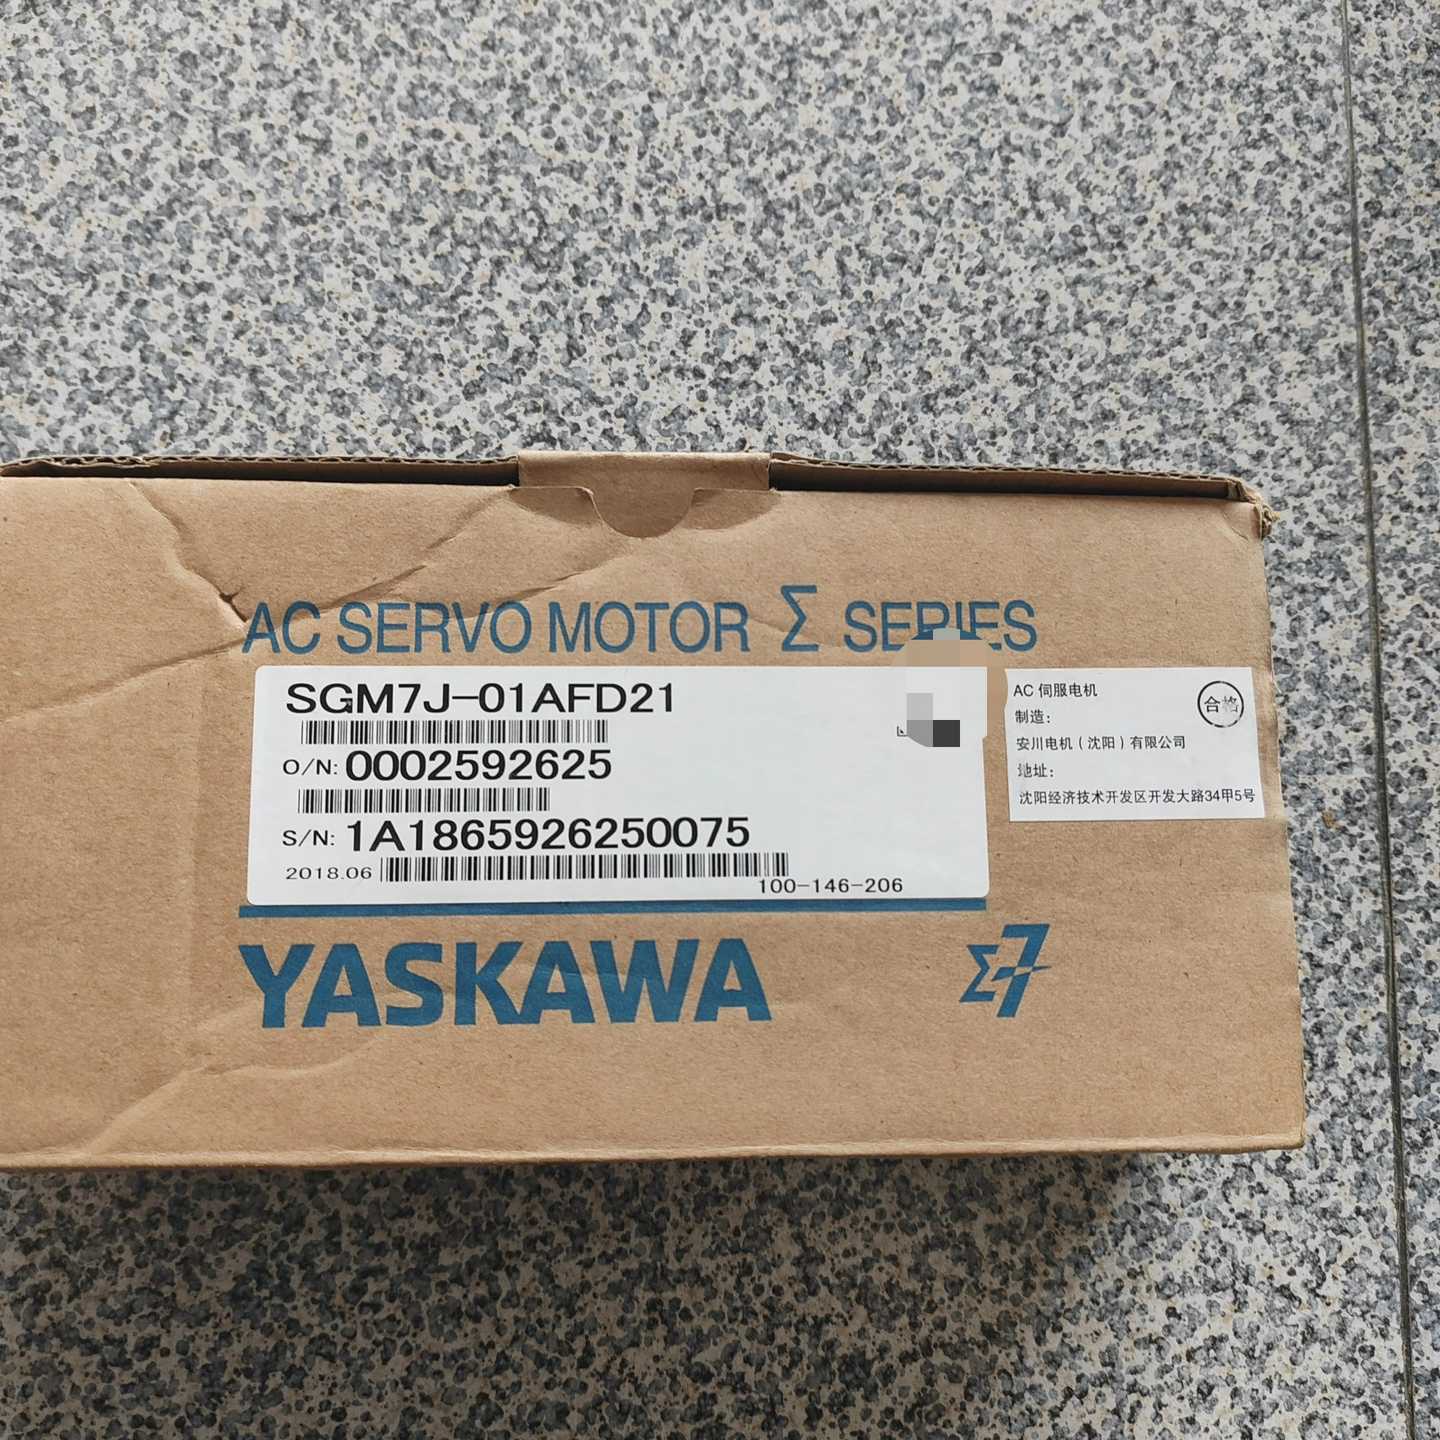 AC SERVO MOTOR Σ SERIES
SGM7J-01AFD21
O/N: 0002592625
S/N: 1A1865926250075
2018.06
100-146-206
AC 伺服电机
合格
制造：
安川电机（沈阳）有限公司
地址：
沈阳经济技术开发区开发大路34甲5号
YASKAWA
Σ-7